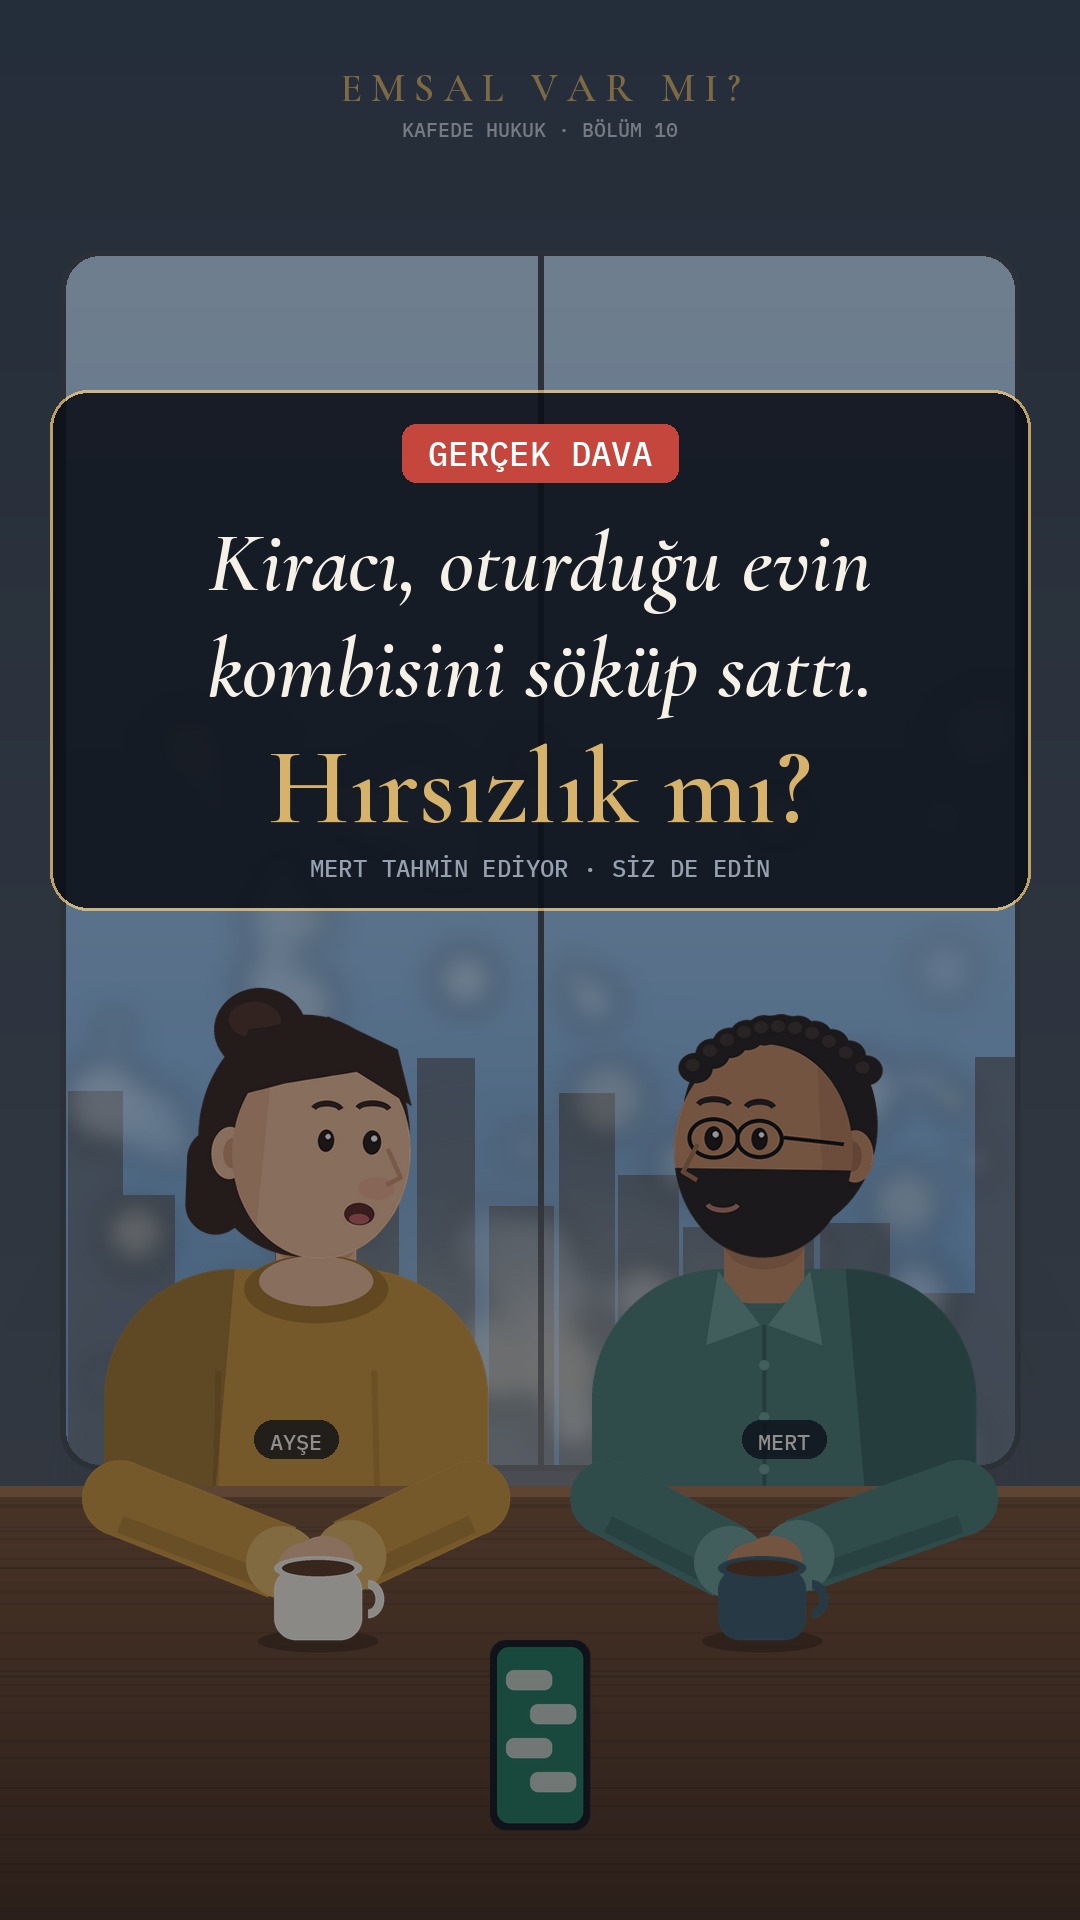 EMSAL VAR MI?
KAFEDE HUKUK · BÖLÜM 10
GERÇEK DAVA
Kiracı, oturduğu evin
kombisini söküp sattı.
Hırsızlık mı?
MERT TAHMİN EDİYOR · SİZ DE EDİN
AYŞE
MERT